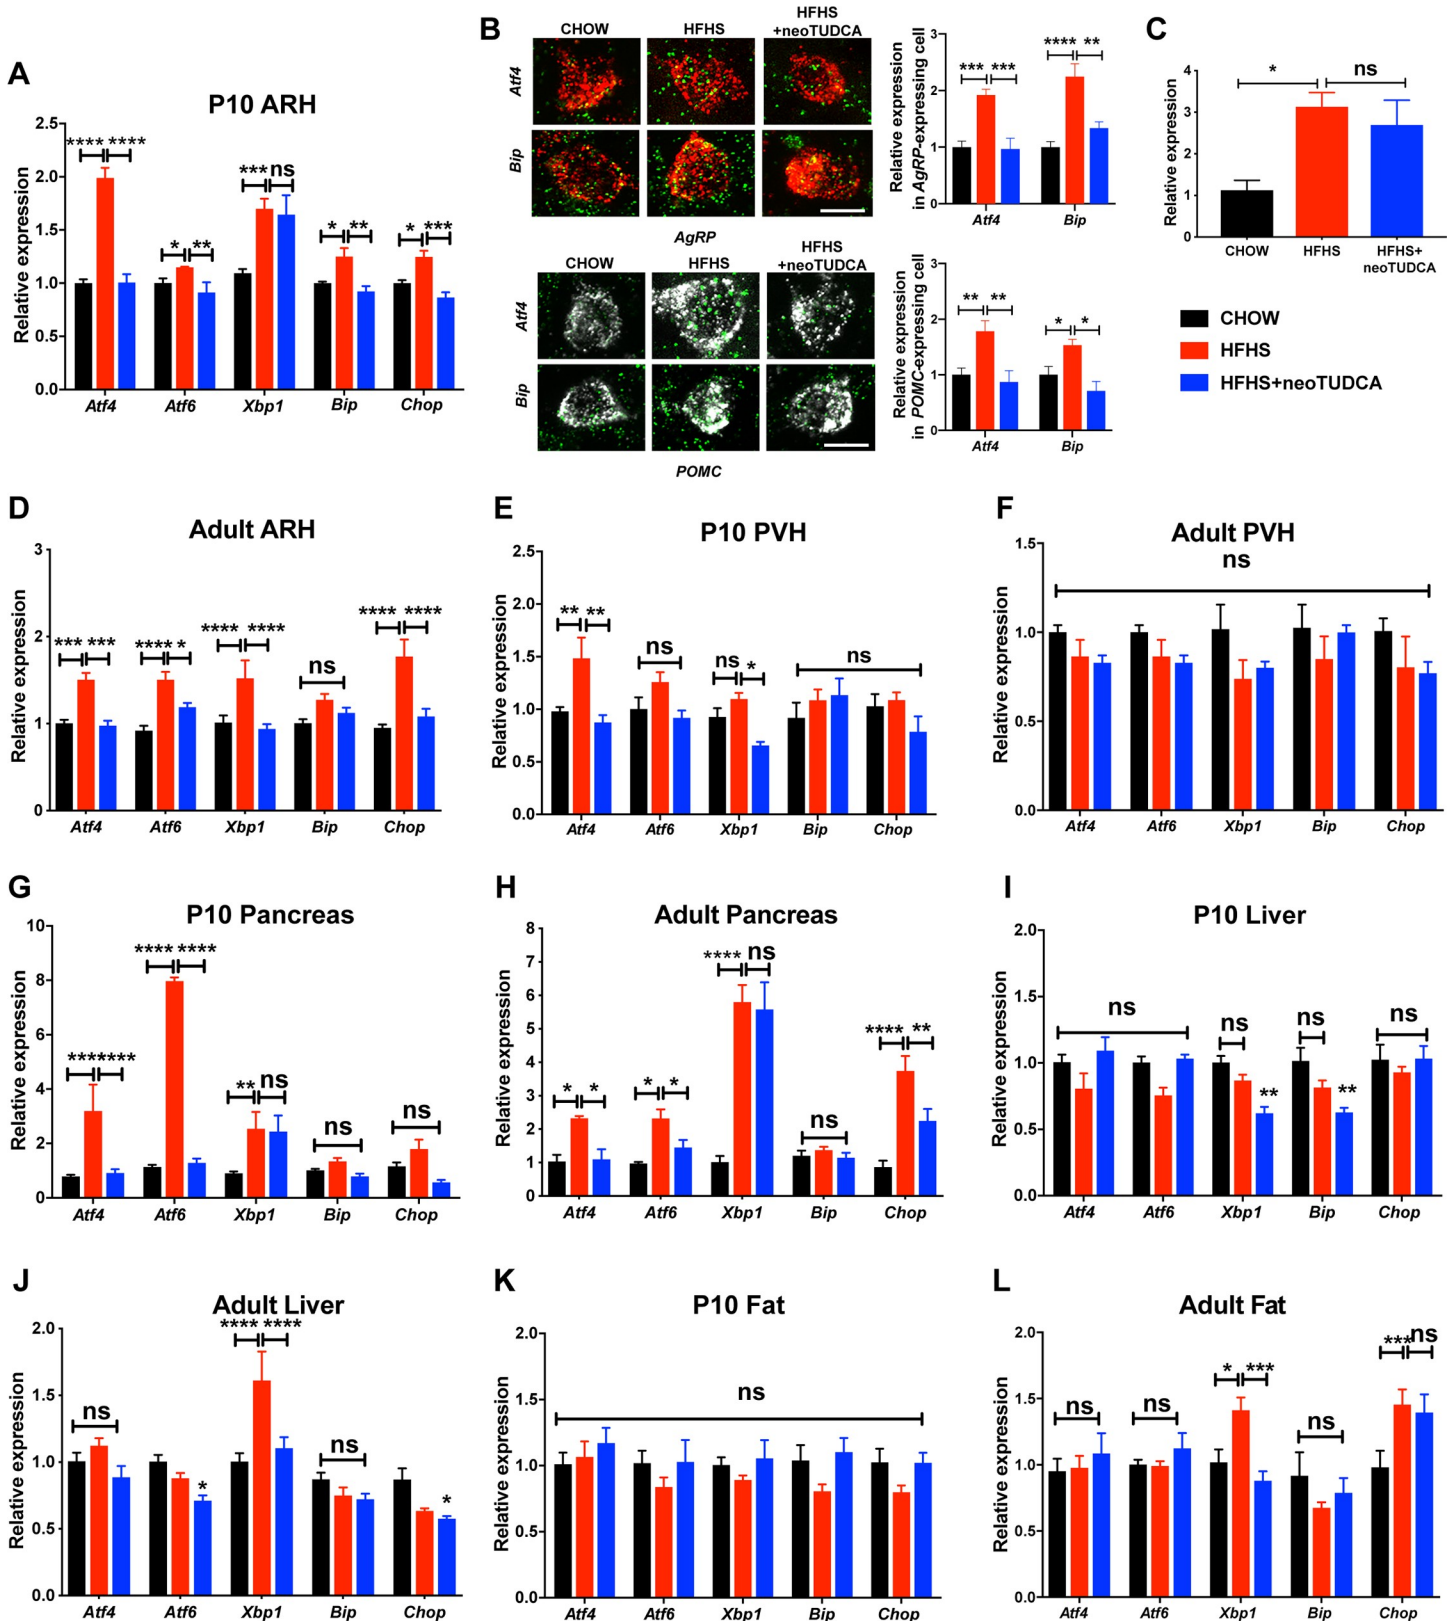 A
P10 ARH
Relative expression
2.5
2.0
1.5
1.0
0.5
0.0
**** ****
* **
*** ns
* **
* ***
Atf4 Atf6 Xbp1 Bip Chop
B
CHOW HFHS HFHS
+neoTUDCA
Atf4
Bip
AgRP
Relative expression
in AgRP-expressing cell
3
2
1
0
*** ***
**** **
Atf4 Bip
CHOW HFHS HFHS
+neoTUDCA
Atf4
Bip
POMC
Relative expression
in POMC-expressing cell
3
2
1
0
** **
* *
Atf4 Bip
C
Relative expression
4
3
2
1
0
* ns
CHOW HFHS HFHS+
neoTUDCA
CHOW
HFHS
HFHS+neoTUDCA
D
Adult ARH
Relative expression
3
2
1
0
*** ***
**** *
**** ****
ns
**** ****
Atf4 Atf6 Xbp1 Bip Chop
E
P10 PVH
Relative expression
2.5
2.0
1.5
1.0
0.5
0.0
** **
ns
ns *
ns
Atf4 Atf6 Xbp1 Bip Chop
F
Adult PVH
ns
Relative expression
1.5
1.0
0.5
0.0
Atf4 Atf6 Xbp1 Bip Chop
G
P10 Pancreas
Relative expression
10
8
6
4
2
0
********
**** ****
** ns
ns
ns
Atf4 Atf6 Xbp1 Bip Chop
H
Adult Pancreas
Relative expression
8
7
6
5
4
3
2
1
0
* *
* *
**** ns
ns
**** **
Atf4 Atf6 Xbp1 Bip Chop
I
P10 Liver
Relative expression
2.0
1.5
1.0
0.5
0.0
ns
ns
**
ns
**
ns
Atf4 Atf6 Xbp1 Bip Chop
J
Adult Liver
Relative expression
2.0
1.5
1.0
0.5
0.0
ns
*
**** ****
ns
*
Atf4 Atf6 Xbp1 Bip Chop
K
P10 Fat
Relative expression
2.0
1.5
1.0
0.5
0.0
ns
Atf4 Atf6 Xbp1 Bip Chop
L
Adult Fat
Relative expression
2.0
1.5
1.0
0.5
0.0
ns
ns
* ***
ns
*** ns
Atf4 Atf6 Xbp1 Bip Chop